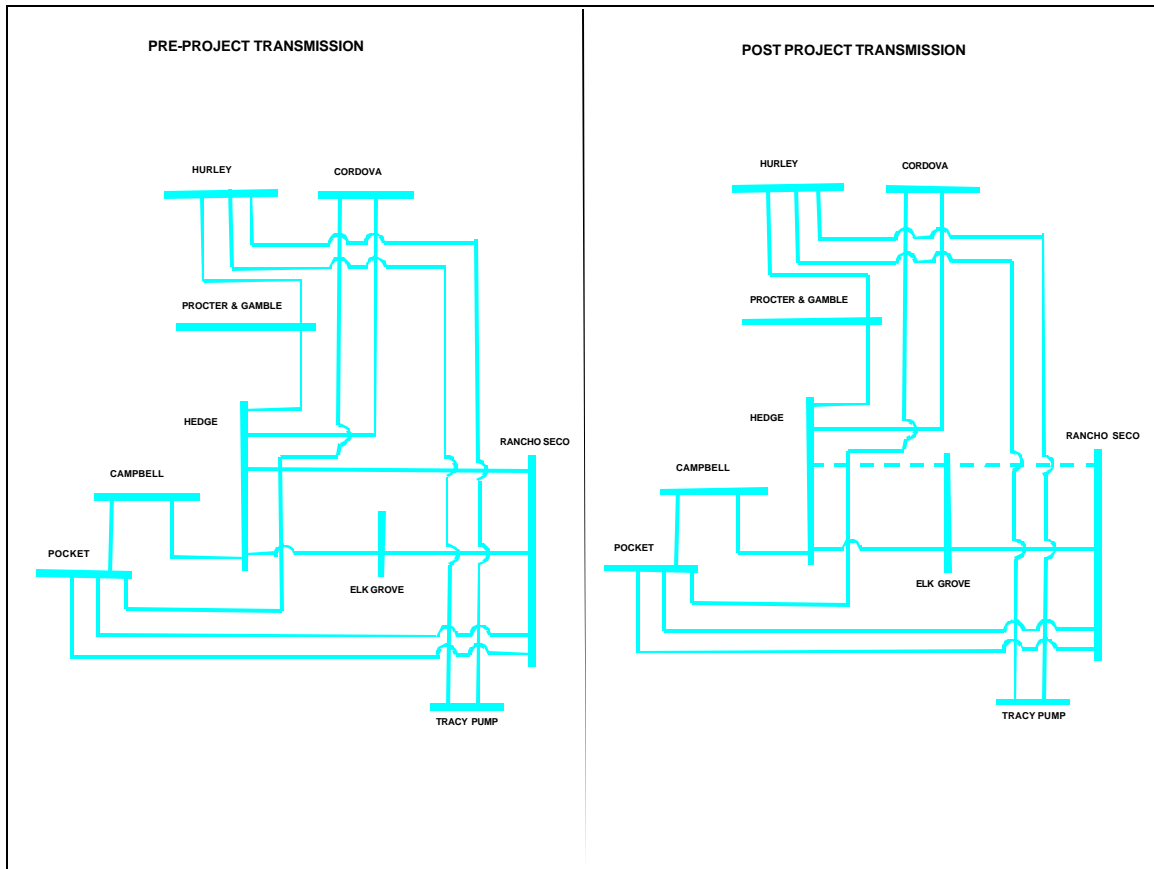 PRE-PROJECT TRANSMISSION
HURLEY
CORDOVA
PROCTER & GAMBLE
HEDGE
RANCHO SECO
CAMPBELL
POCKET
ELK GROVE
TRACY PUMP
POST PROJECT TRANSMISSION
HURLEY
CORDOVA
PROCTER & GAMBLE
HEDGE
RANCHO SECO
CAMPBELL
POCKET
ELK GROVE
TRACY PUMP